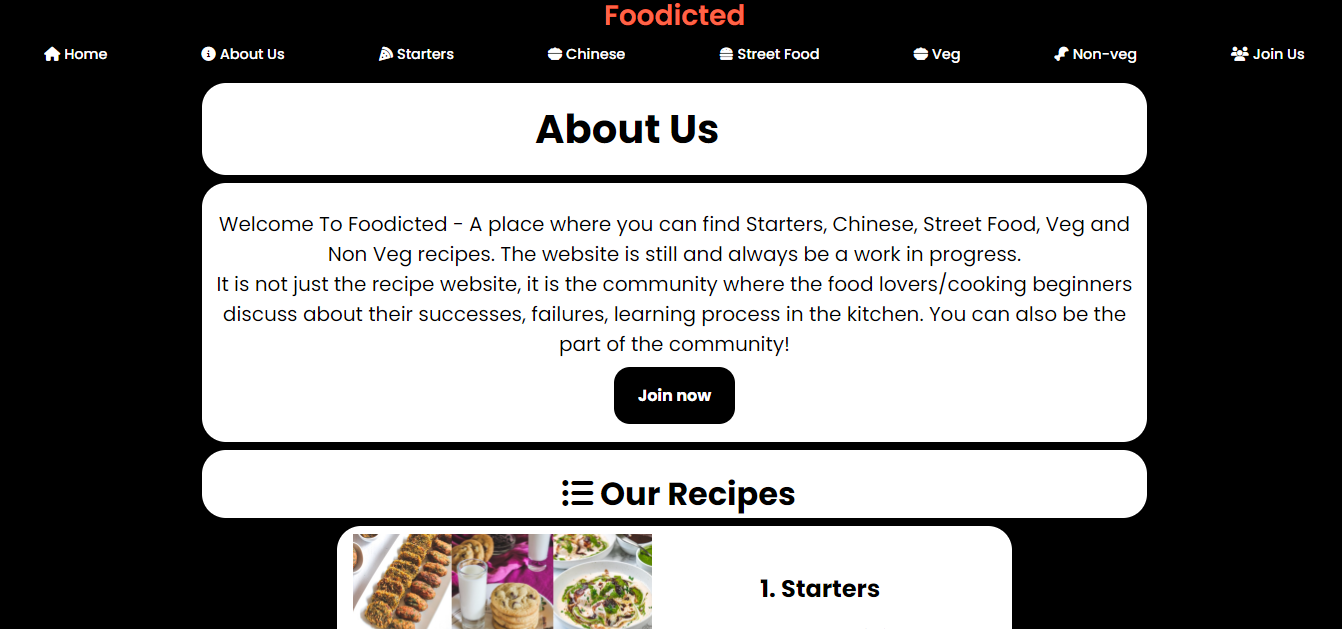 Foodicted
Home About Us Starters Chinese Street Food Veg Non-veg Join Us
About Us
Welcome To Foodicted - A place where you can find Starters, Chinese, Street Food, Veg and
Non Veg recipes. The website is still and always be a work in progress.
It is not just the recipe website, it is the community where the food lovers/cooking beginners
discuss about their successes, failures, learning process in the kitchen. You can also be the
part of the community!
Join now
Our Recipes
1. Starters